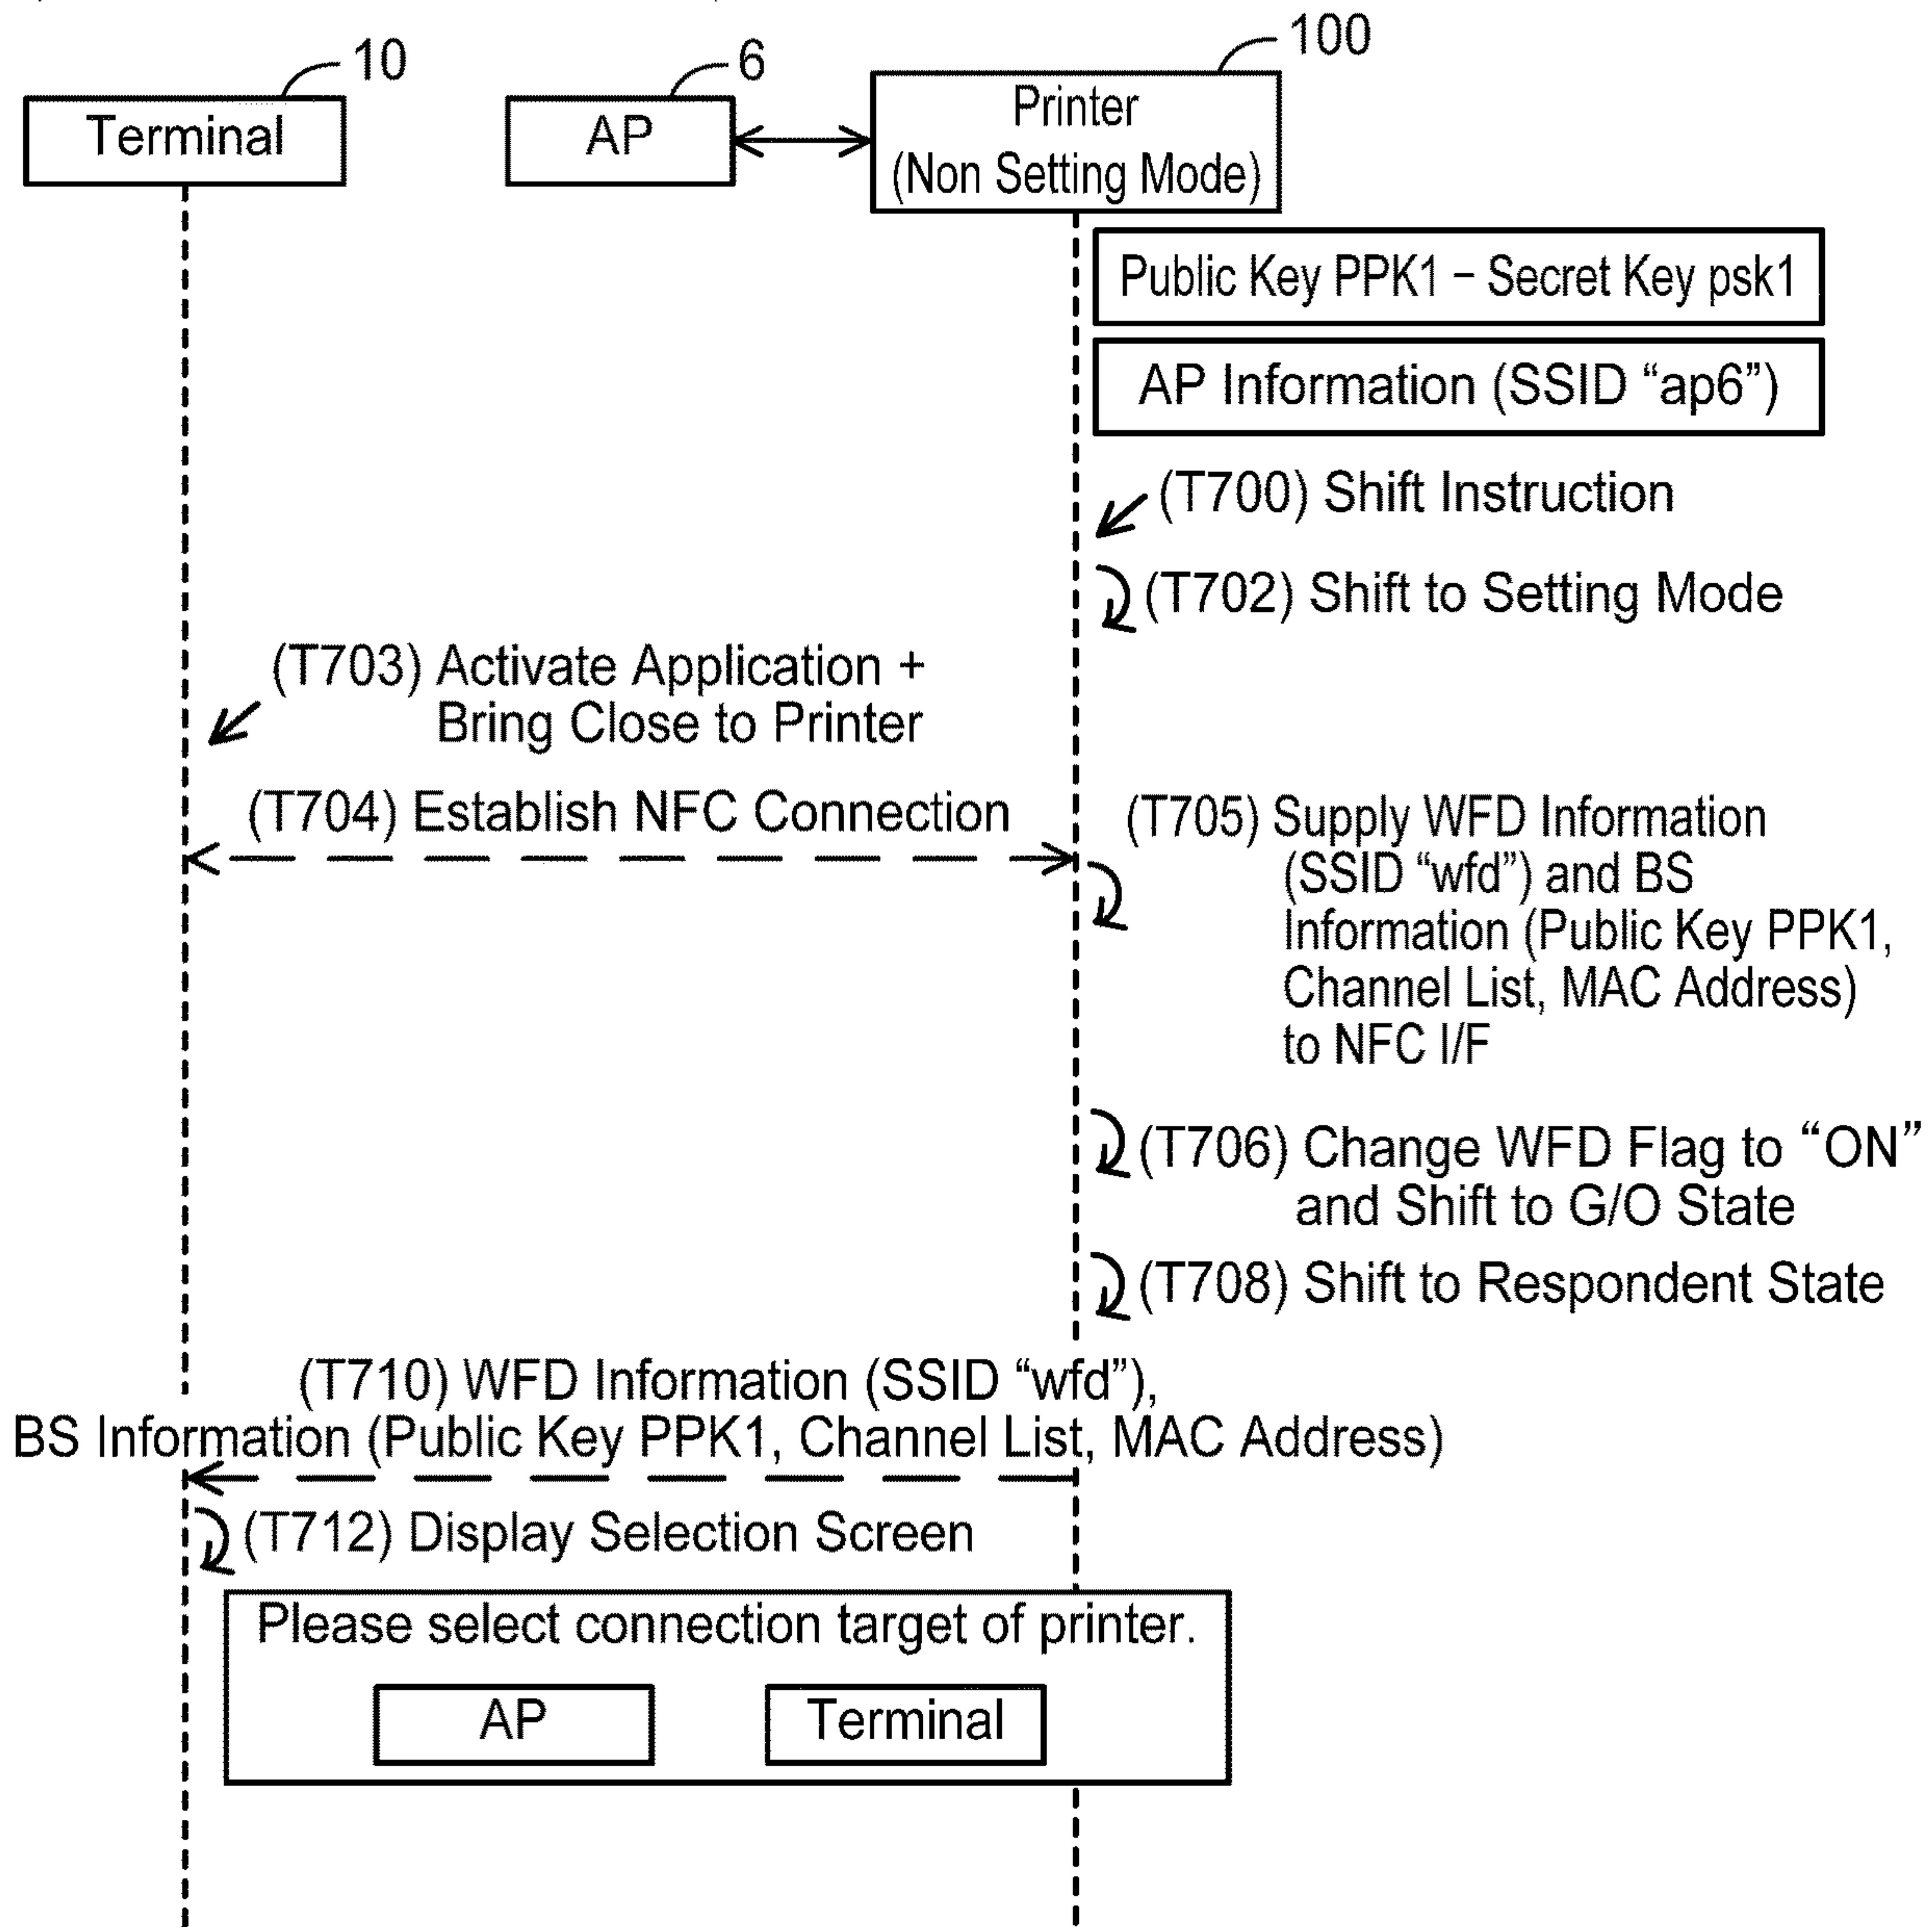 10
6
100
Terminal
AP
Printer
(Non Setting Mode)
Public Key PPK1 – Secret Key psk1
AP Information (SSID “ap6”)
(T700) Shift Instruction
(T702) Shift to Setting Mode
(T703) Activate Application +
Bring Close to Printer
(T704) Establish NFC Connection
(T705) Supply WFD Information
(SSID “wfd”) and BS
Information (Public Key PPK1,
Channel List, MAC Address)
to NFC I/F
(T706) Change WFD Flag to “ON”
and Shift to G/O State
(T708) Shift to Respondent State
(T710) WFD Information (SSID “wfd”),
BS Information (Public Key PPK1, Channel List, MAC Address)
(T712) Display Selection Screen
Please select connection target of printer.
AP
Terminal